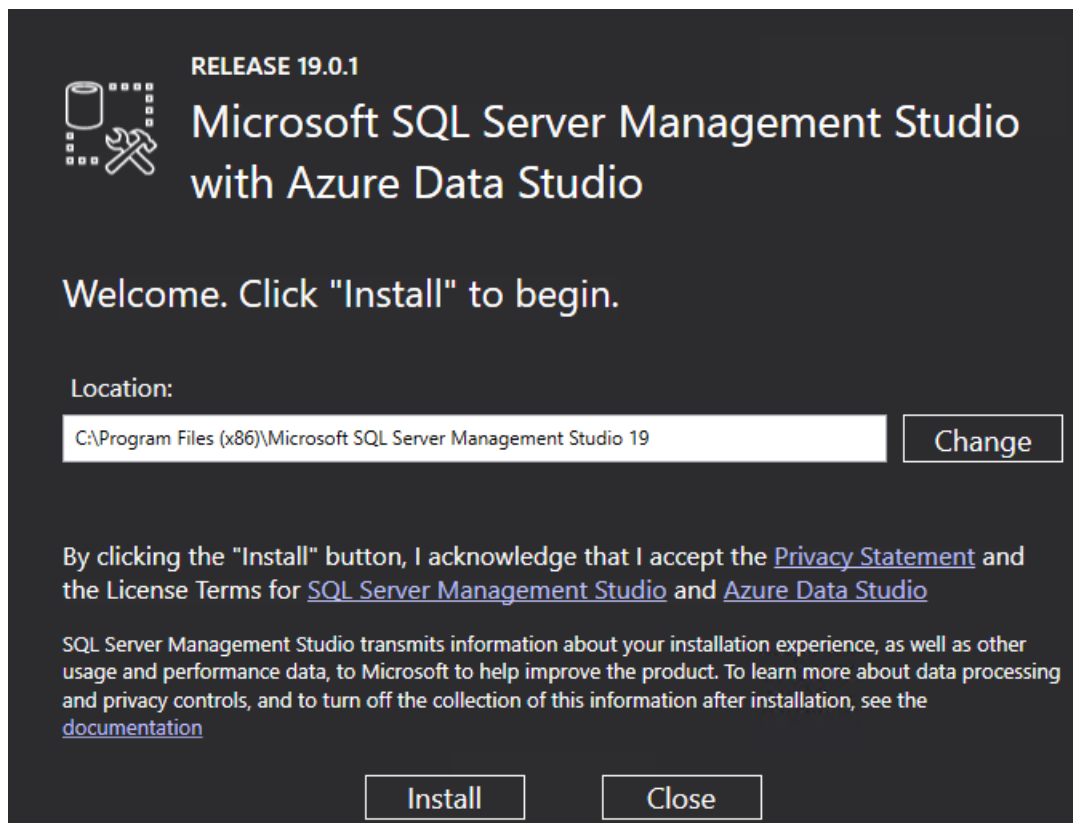 RELEASE 19.0.1
Microsoft SQL Server Management Studio
with Azure Data Studio
Welcome. Click "Install" to begin.
Location:
C:\Program Files (x86)\Microsoft SQL Server Management Studio 19
Change
By clicking the "Install" button, I acknowledge that I accept the Privacy Statement and
the License Terms for SQL Server Management Studio and Azure Data Studio
SQL Server Management Studio transmits information about your installation experience, as well as other
usage and performance data, to Microsoft to help improve the product. To learn more about data processing
and privacy controls, and to turn off the collection of this information after installation, see the
documentation
Install
Close